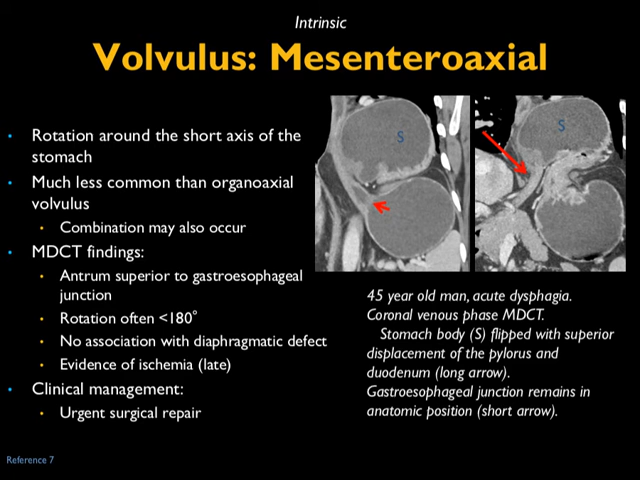 Intrinsic
Volvulus: Mesenteroaxial
• Rotation around the short axis of the
stomach
• Much less common than organoaxial
volvulus
• Combination may also occur
• MDCT findings:
• Antrum superior to gastroesophageal
junction
• Rotation often <180°
• No association with diaphragmatic defect
• Evidence of ischemia (late)
• Clinical management:
• Urgent surgical repair
S
S
45 year old man, acute dysphagia.
Coronal venous phase MDCT.
Stomach body (S) flipped with superior
displacement of the pylorus and
duodenum (long arrow).
Gastroesophageal junction remains in
anatomic position (short arrow).
Reference 7